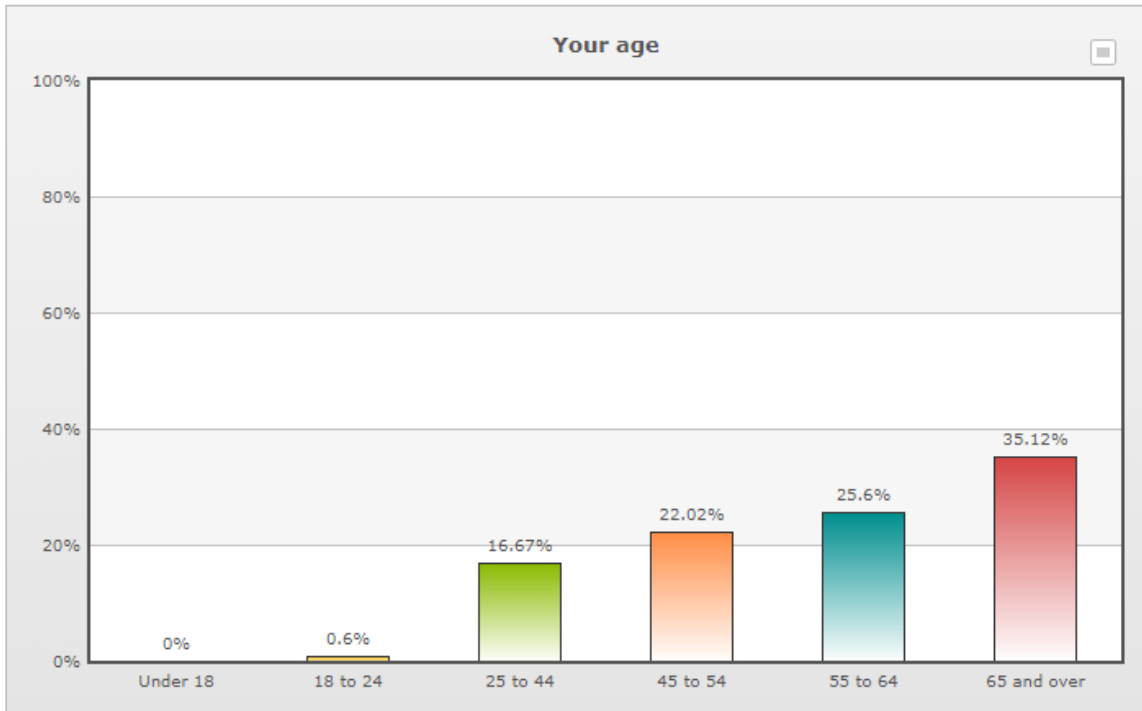 Your age
100%
80%
60%
40%
20%
0%
0%
0.6%
16.67%
22.02%
25.6%
35.12%
Under 18
18 to 24
25 to 44
45 to 54
55 to 64
65 and over